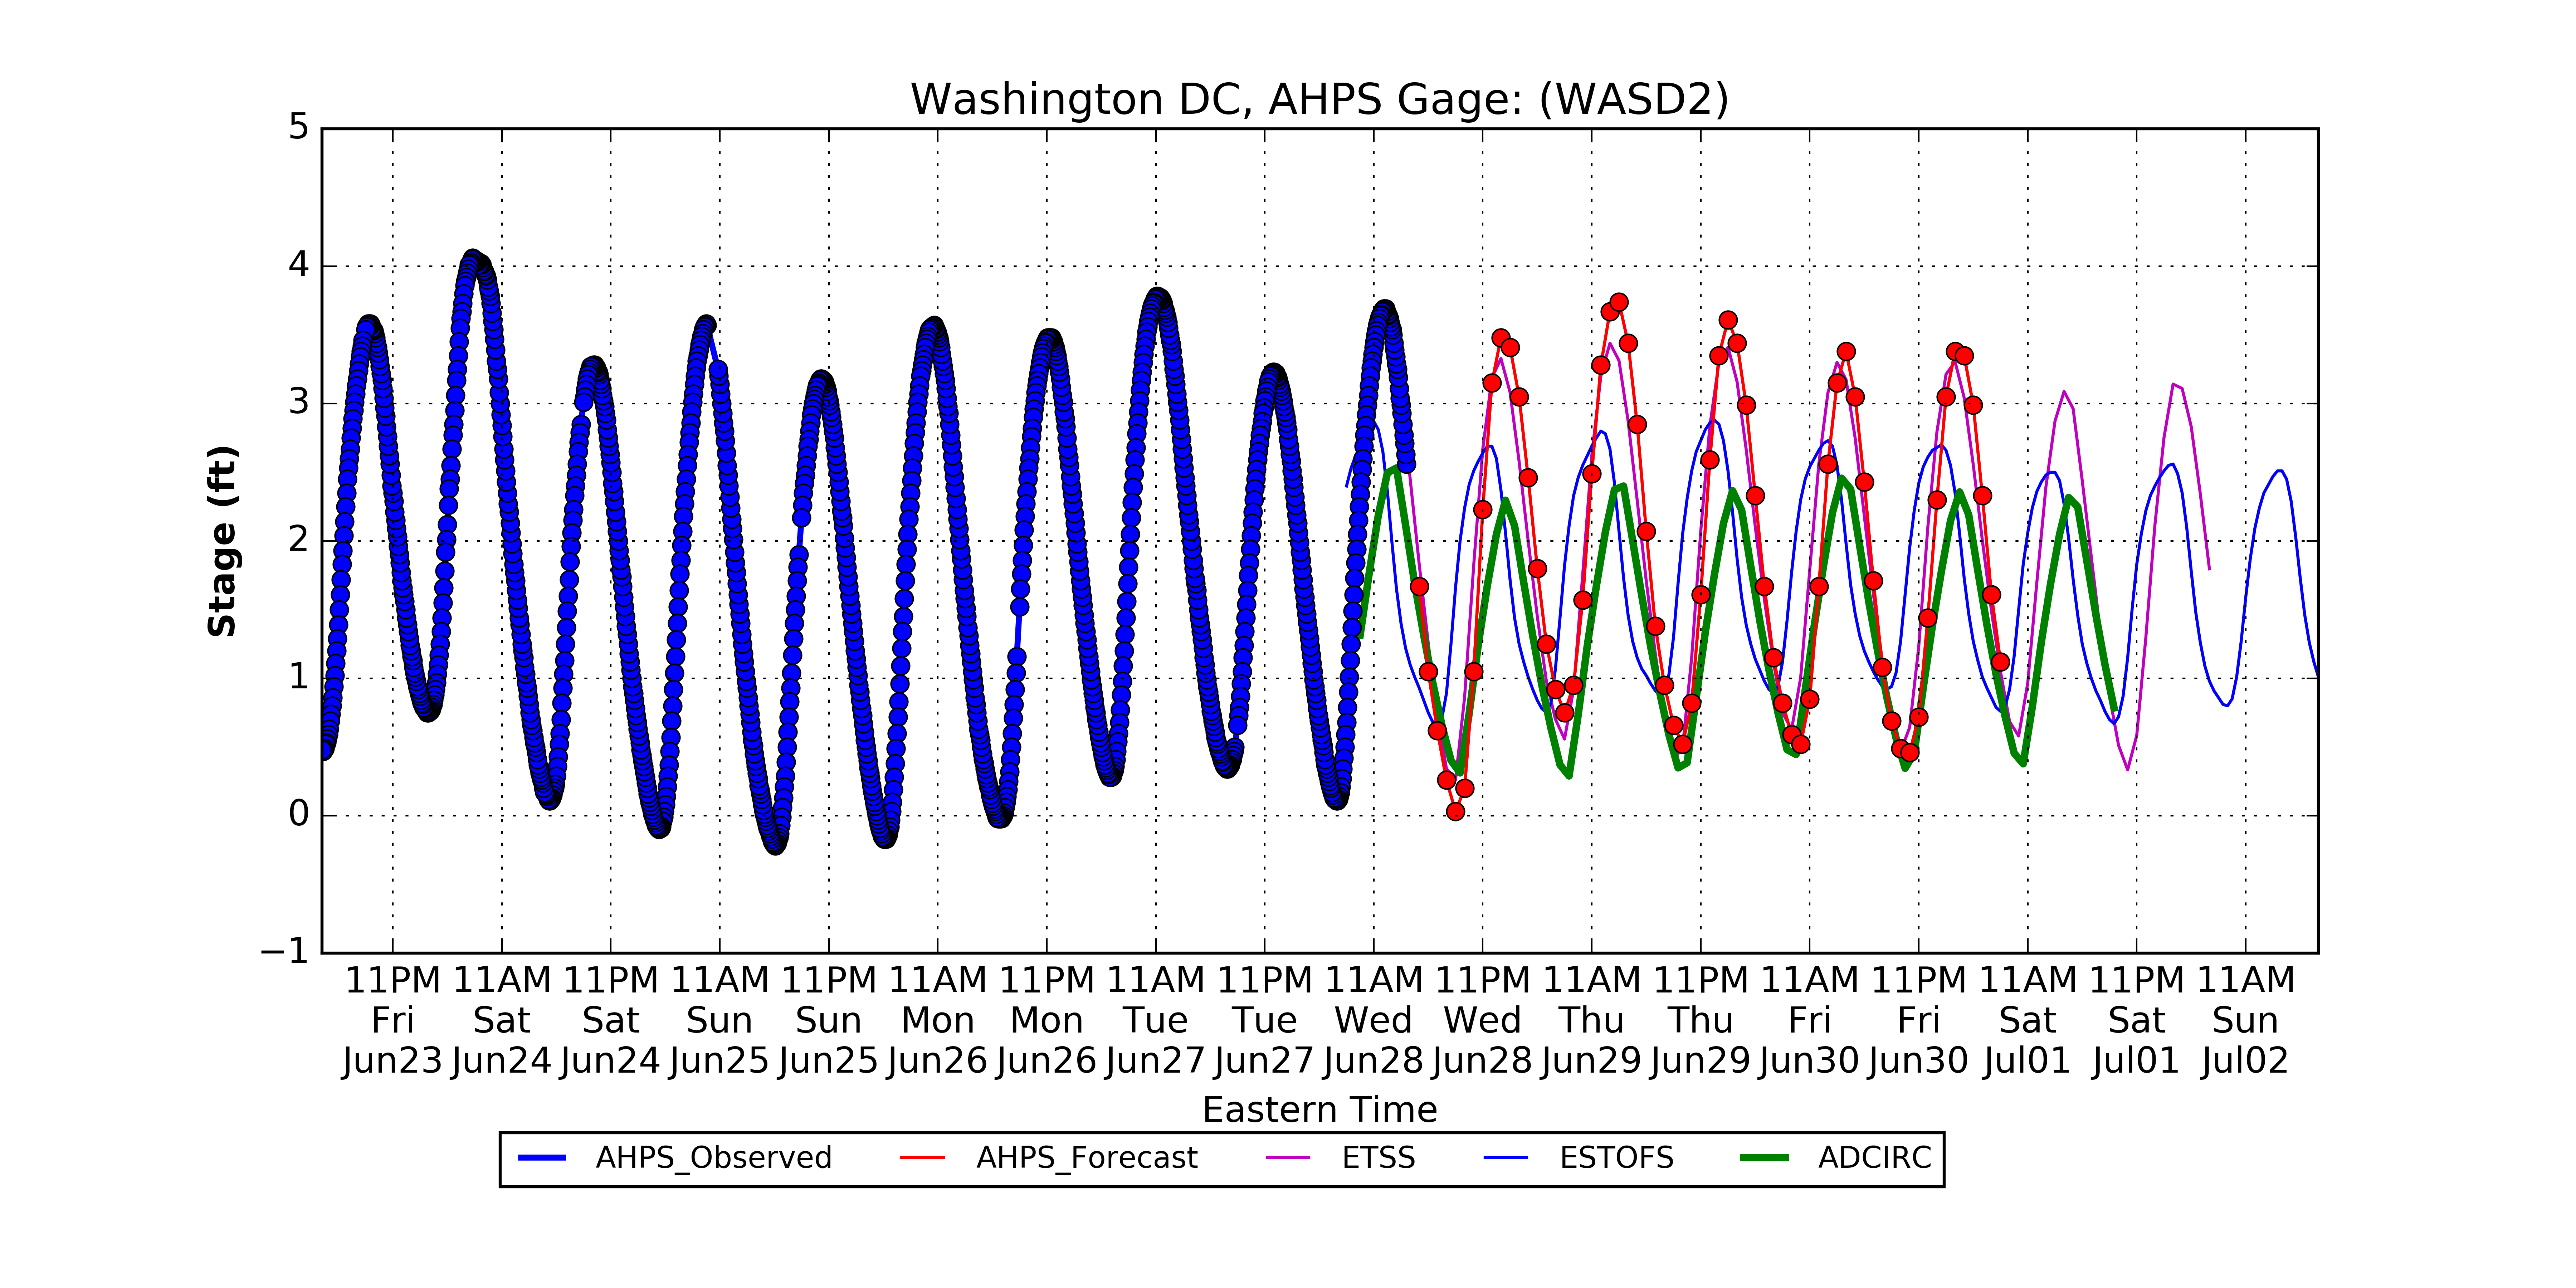 Washington DC, AHPS Gage: (WASD2)
5
4
3
2
1
0
−1
Stage (ft)
11PM 11AM 11PM 11AM 11PM 11AM 11PM 11AM 11PM 11AM 11PM 11AM 11PM 11AM 11PM 11AM 11PM 11AM
Fri Sat Sat Sun Sun Mon Mon Tue Tue Wed Wed Thu Thu Fri Fri Sat Sat Sun
Jun23 Jun24 Jun24 Jun25 Jun25 Jun26 Jun26 Jun27 Jun27 Jun28 Jun28 Jun29 Jun29 Jun30 Jun30 Jul01 Jul01 Jul02
Eastern Time
AHPS_Observed AHPS_Forecast ETSS ESTOFS ADCIRC